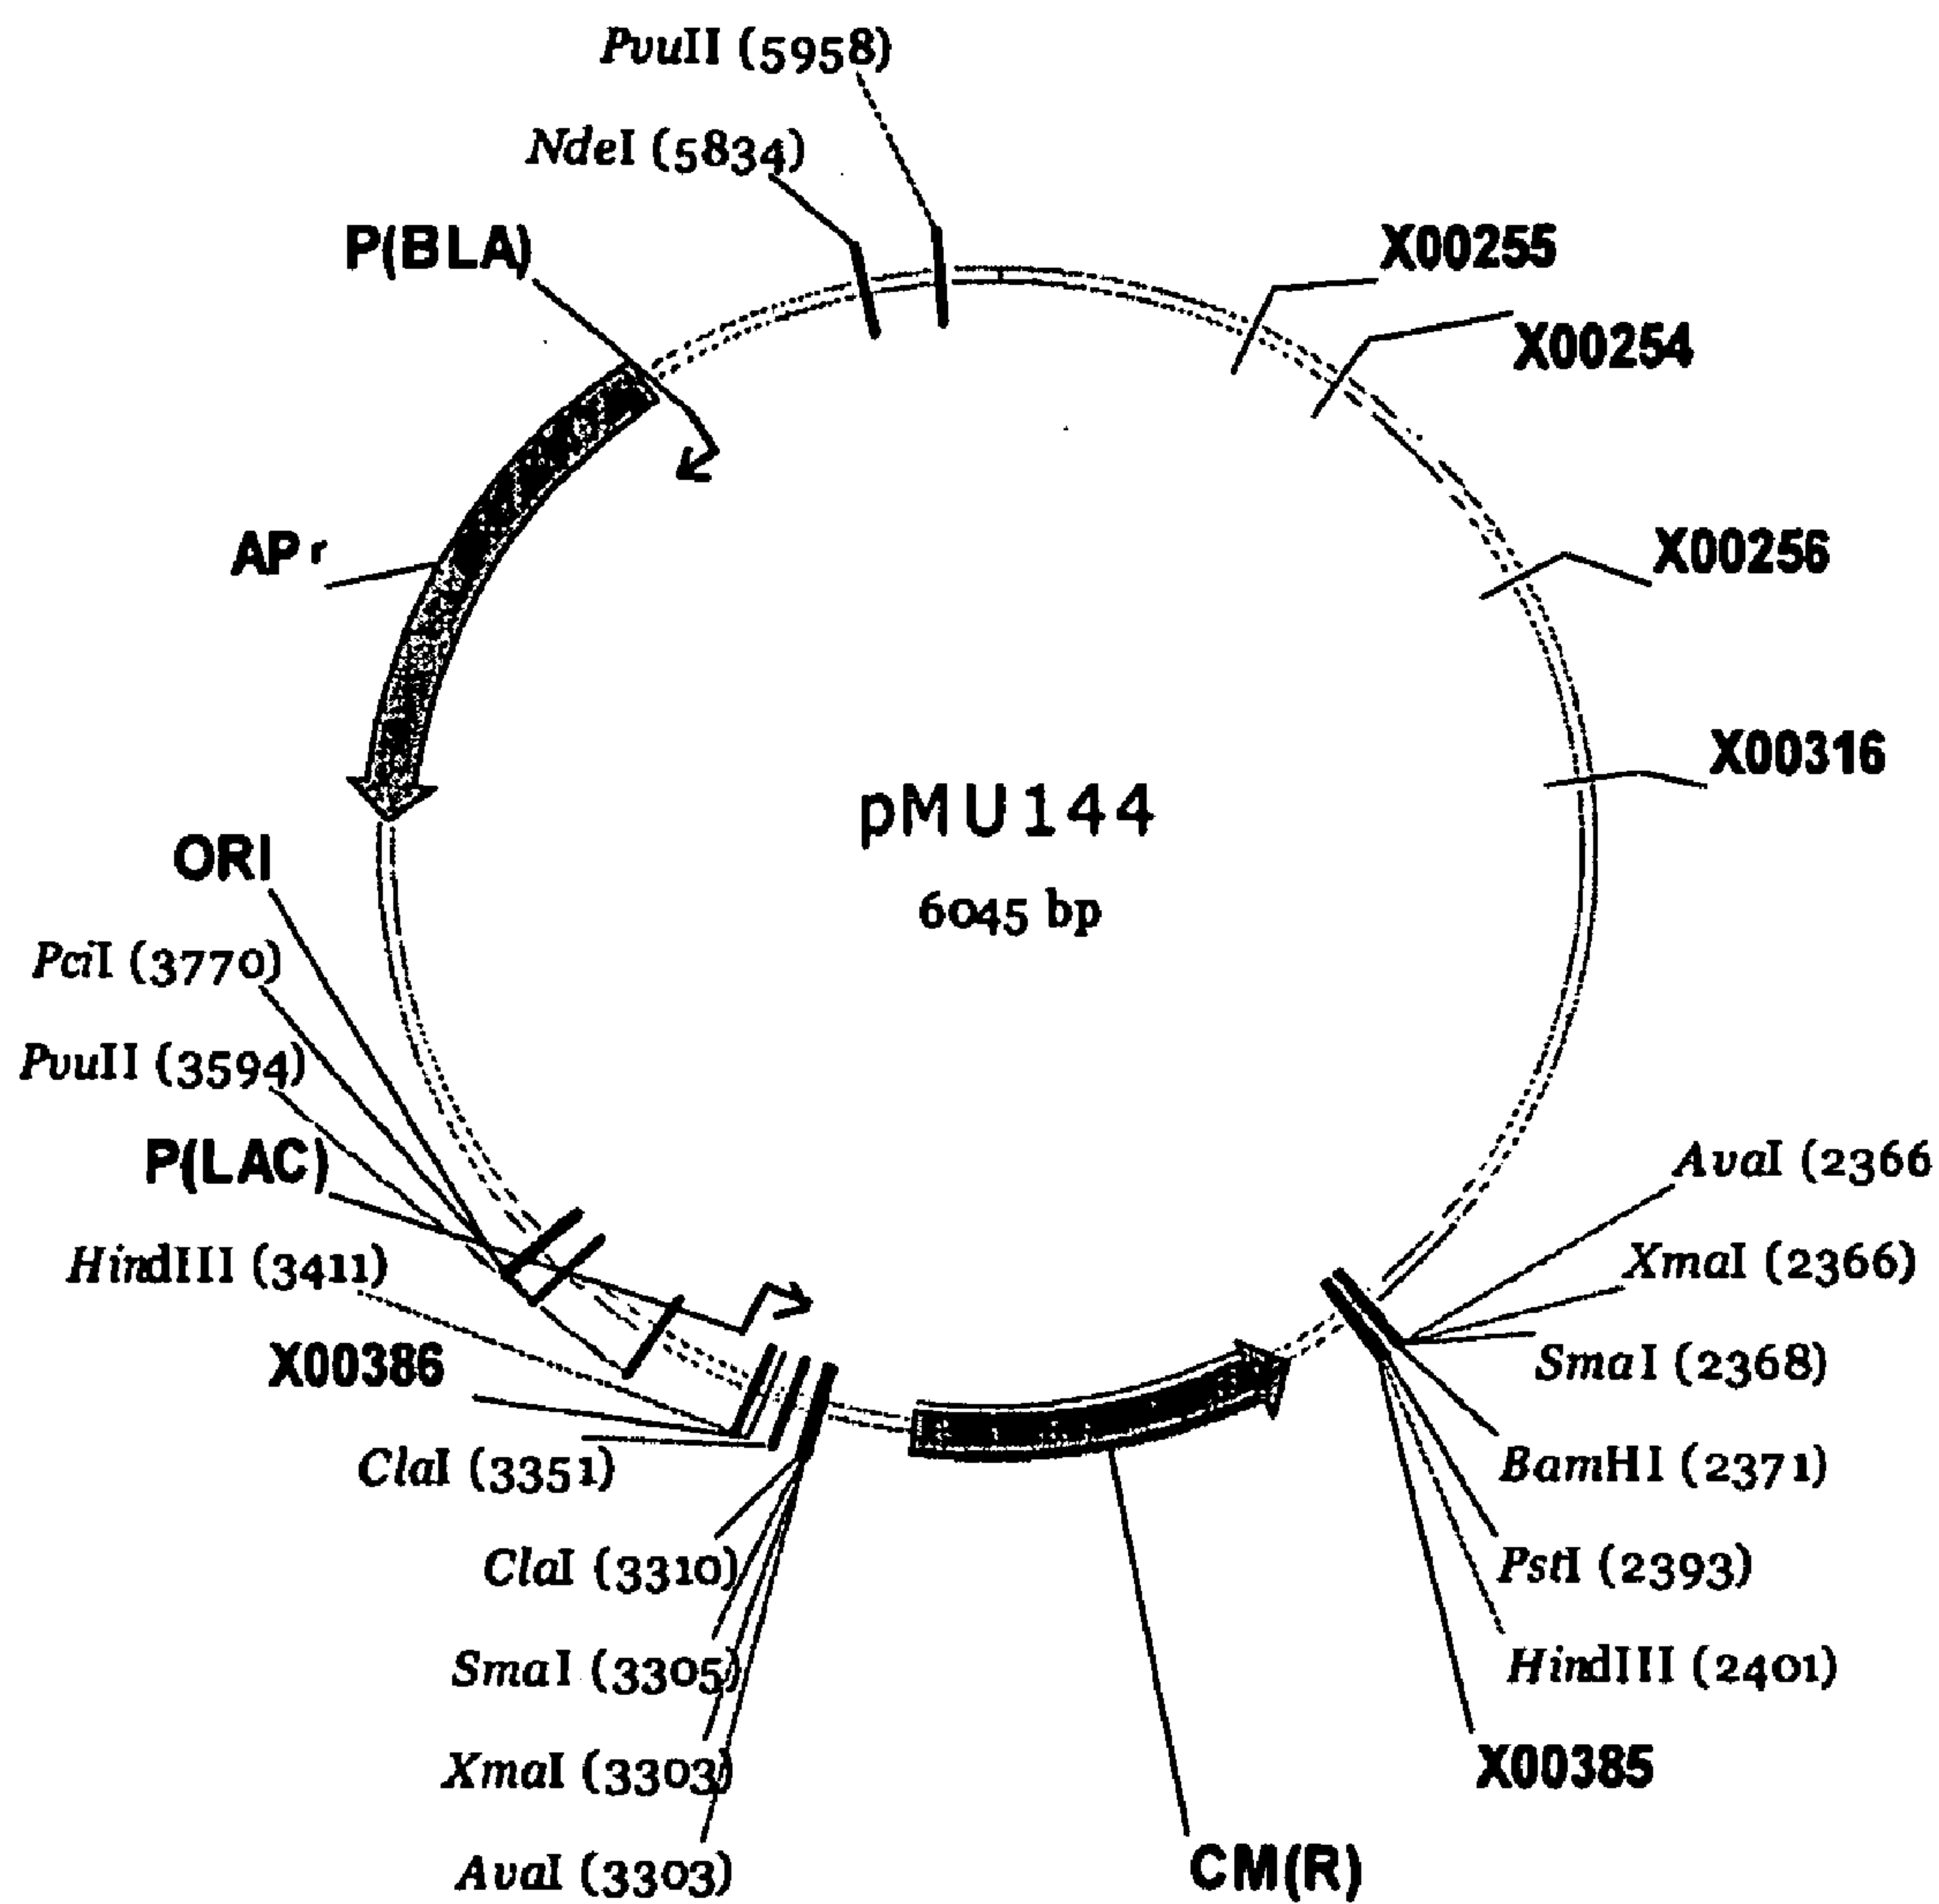 PvuII (5958)
NdeI (5834)
P(BLA)
X00255
X00254
APr
X00256
X00316
pMU144
6045 bp
ORI
PciI (3770)
PvuII (3594)
P(LAC)
HindIII (3411)
X00386
ClaI (3351)
ClaI (3310)
SmaI (3305)
XmaI (3303)
AvaI (3303)
AvaI (2366
XmaI (2366)
SmaI (2368)
BamHI (2371)
PstI (2393)
HindIII (2401)
X00385
CM(R)